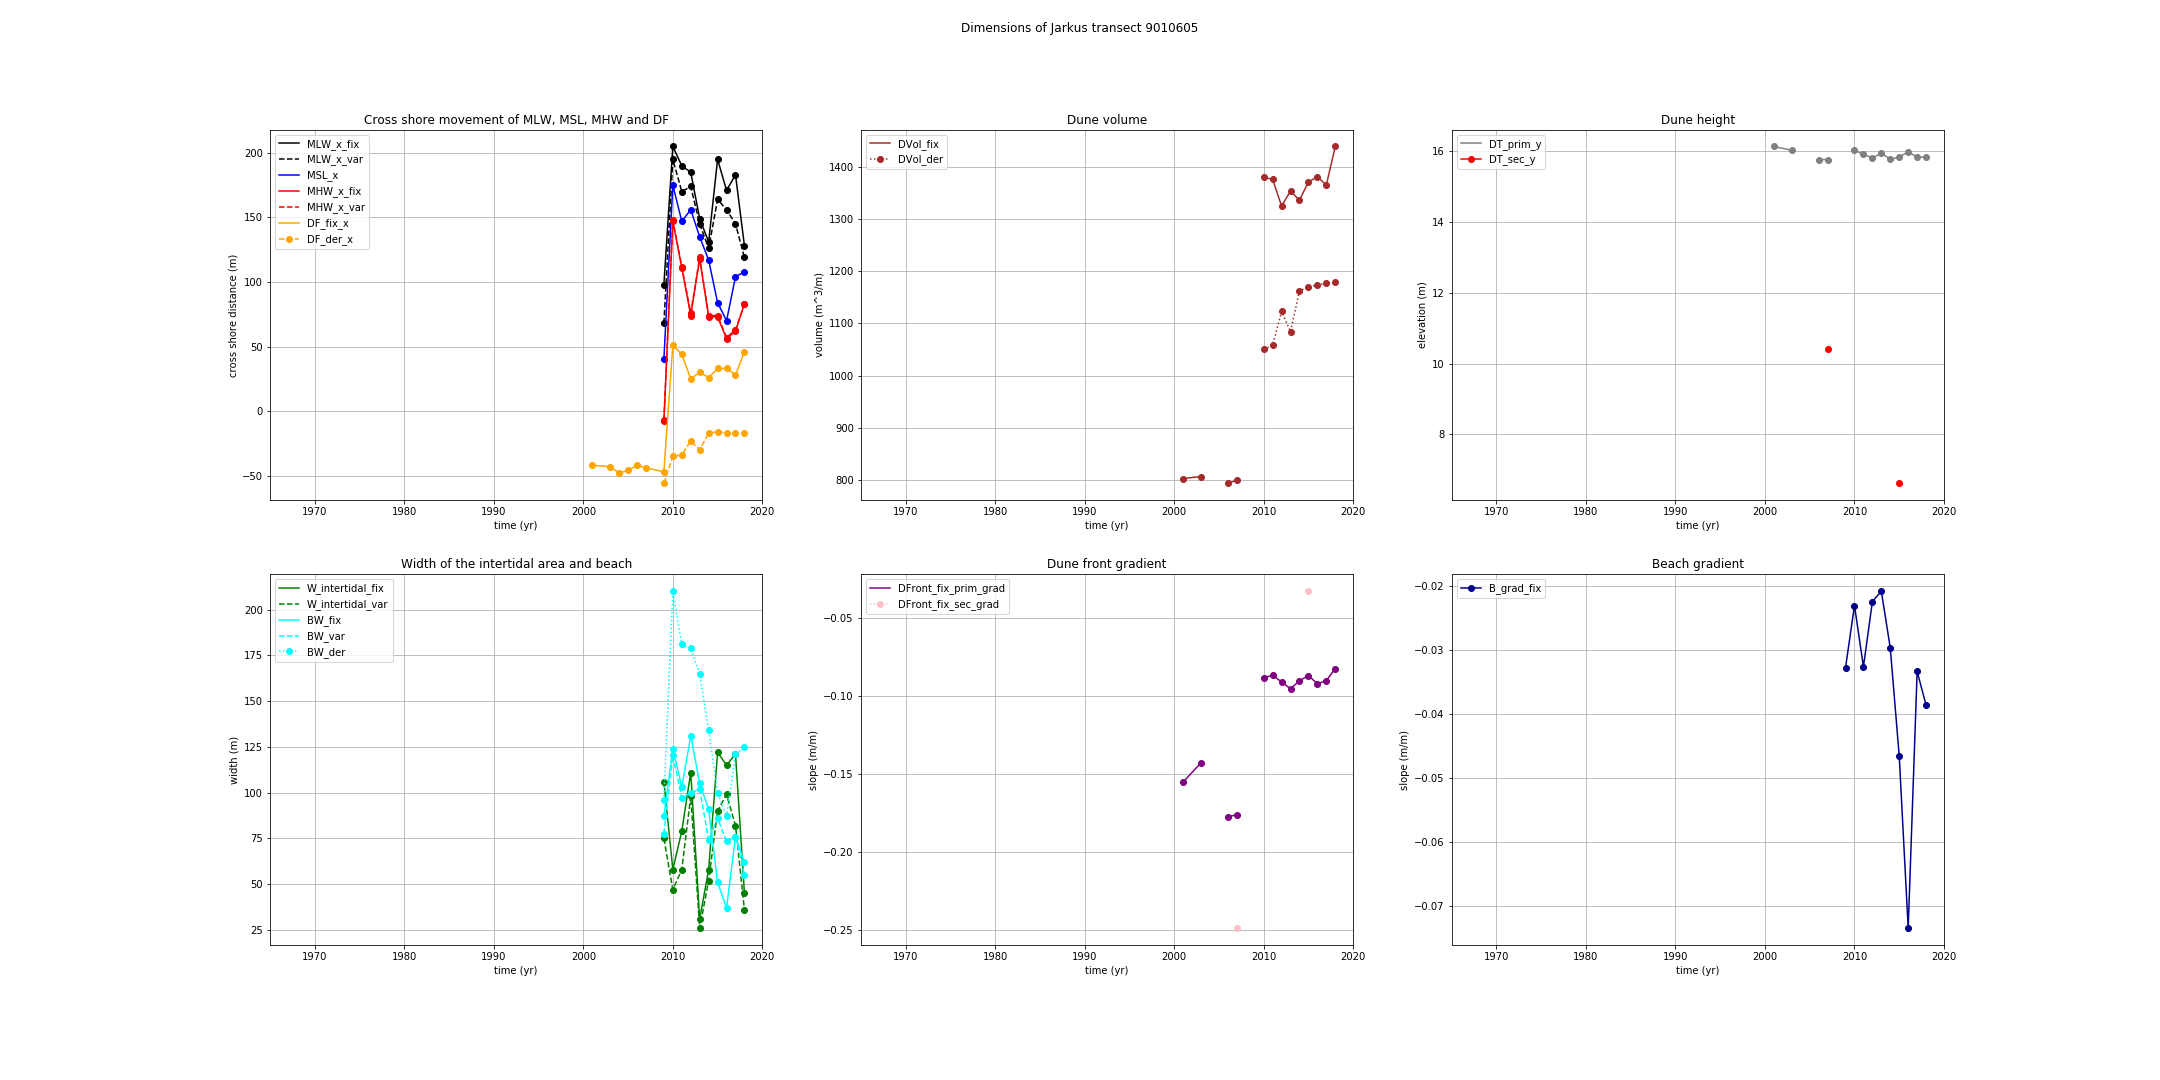 Dimensions of Jarkus transect 9010605
Cross shore movement of MLW, MSL, MHW and DF
MLW_x_fix
MLW_x_var
MSL_x
MHW_x_fix
MHW_x_var
DF_fix_x
DF_der_x
cross shore distance (m)
200
150
100
50
0
−50
1970 1980 1990 2000 2010 2020
time (yr)
Dune volume
DVol_fix
DVol_der
volume (m^3/m)
1400
1300
1200
1100
1000
900
800
1970 1980 1990 2000 2010 2020
time (yr)
Dune height
DT_prim_y
DT_sec_y
elevation (m)
16
14
12
10
8
1970 1980 1990 2000 2010 2020
time (yr)
Width of the intertidal area and beach
W_intertidal_fix
W_intertidal_var
BW_fix
BW_var
BW_der
width (m)
200
175
150
125
100
75
50
25
1970 1980 1990 2000 2010 2020
time (yr)
Dune front gradient
DFront_fix_prim_grad
DFront_fix_sec_grad
slope (m/m)
−0.05
−0.10
−0.15
−0.20
−0.25
1970 1980 1990 2000 2010 2020
time (yr)
Beach gradient
B_grad_fix
slope (m/m)
−0.02
−0.03
−0.04
−0.05
−0.06
−0.07
1970 1980 1990 2000 2010 2020
time (yr)